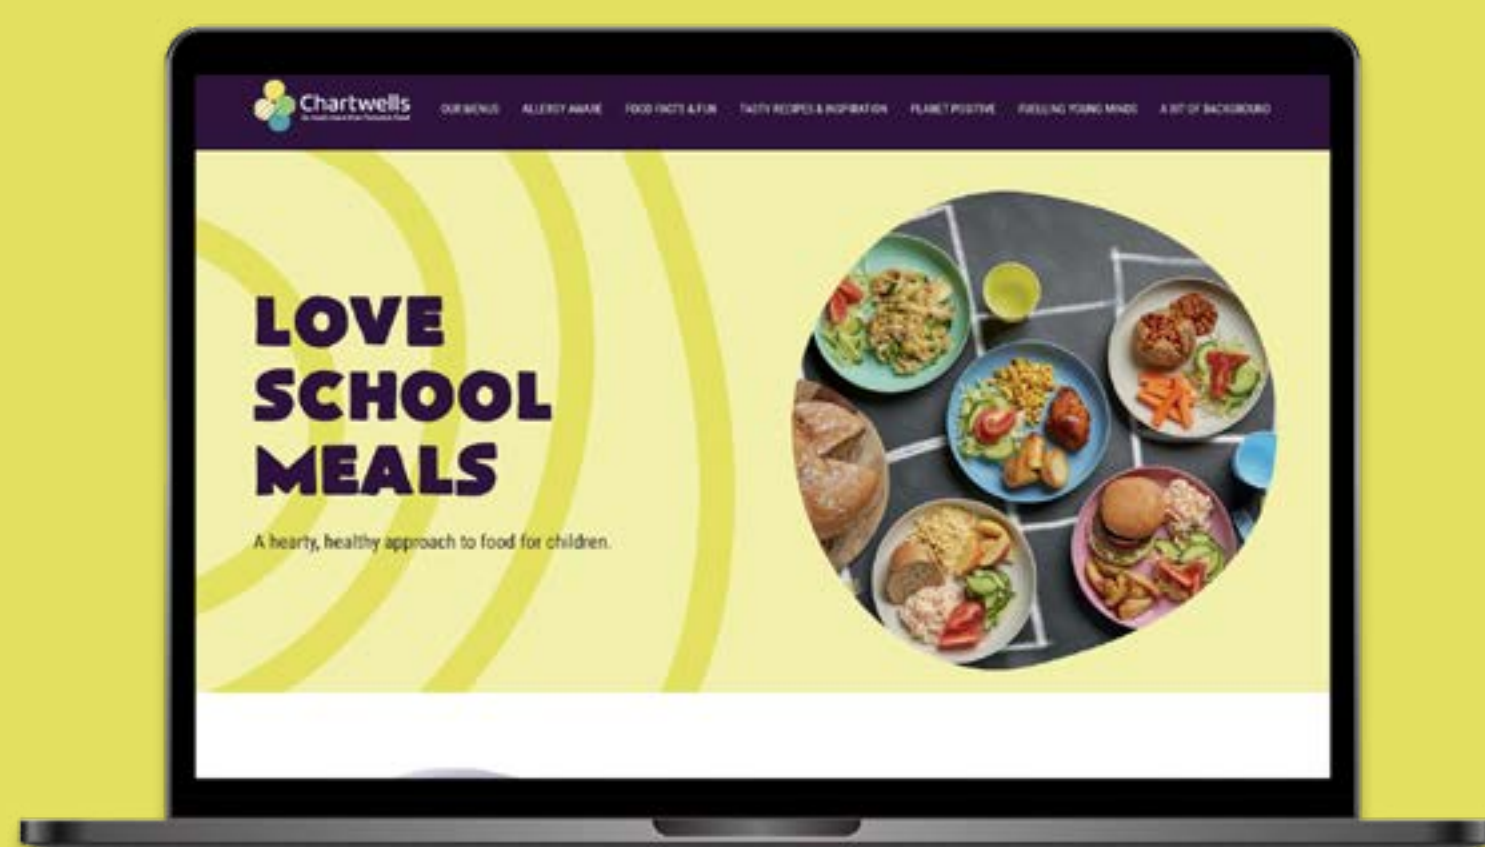 Chartwells
OUR MENUS ALLERGY AWARE FOOD FACTS & FUN TASTY RECIPES & INSPIRATION PLANET POSITIVE FUELLING YOUNG MINDS A BIT OF BACKGROUND
LOVE
SCHOOL
MEALS
A hearty, healthy approach to food for children.